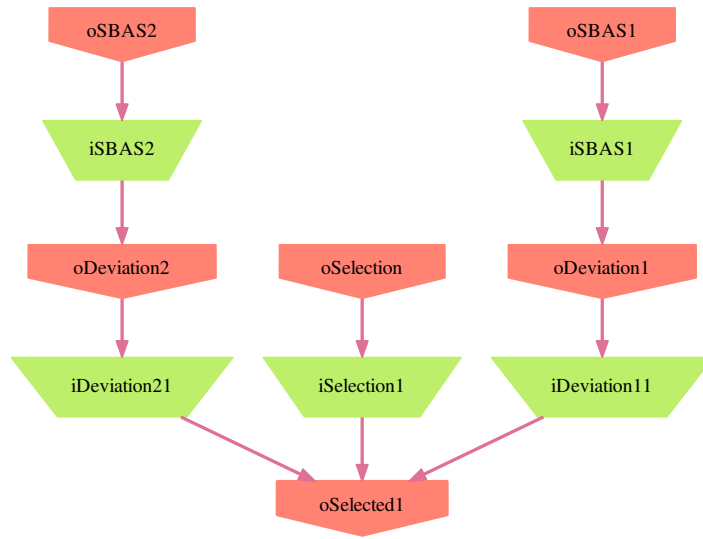 oSBAS2
oSBAS1
iSBAS2
iSBAS1
oDeviation2
oSelection
oDeviation1
iDeviation21
iSelection1
iDeviation11
oSelected1